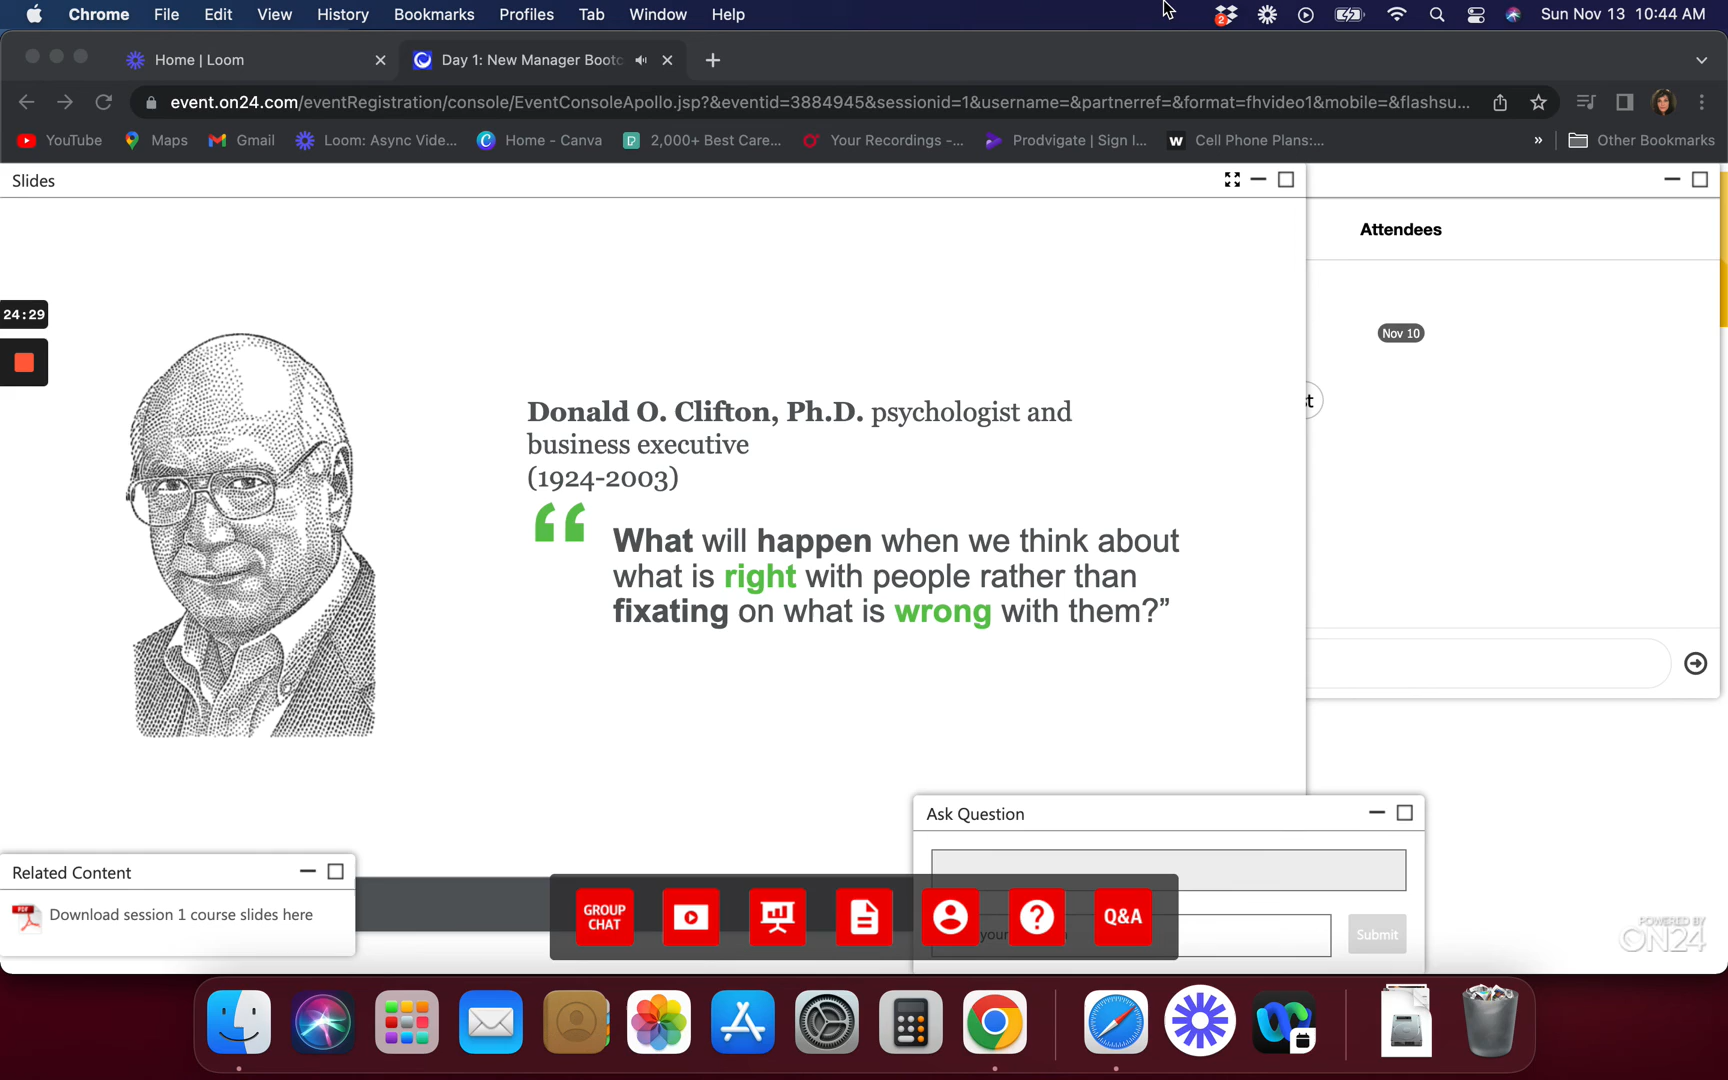 Chrome File Edit View History Bookmarks Profiles Tab Window Help 2 Sun Nov 13 10:44 AM
Home | Loom Day 1: New Manager Bootc
event.on24.com/eventRegistration/console/EventConsoleApollo.jsp?&eventid=3884945&sessionid=1&username=&partnerref=&format=fhvideo1&mobile=&flashsu...
YouTube Maps Gmail Loom: Async Vide... Home - Canva 2,000+ Best Care... Your Recordings -... Prodvigate | Sign I... W Cell Phone Plans:... » Other Bookmarks
Slides
Attendees
24:29
Nov 10
t
Donald O. Clifton, Ph.D. psychologist and
business executive
(1924-2003)
“ What will happen when we think about
what is right with people rather than
fixating on what is wrong with them?”
Ask Question
Related Content
PDF Download session 1 course slides here
GROUP
CHAT
? Q&A
your
Submit
POWERED BY
ON24